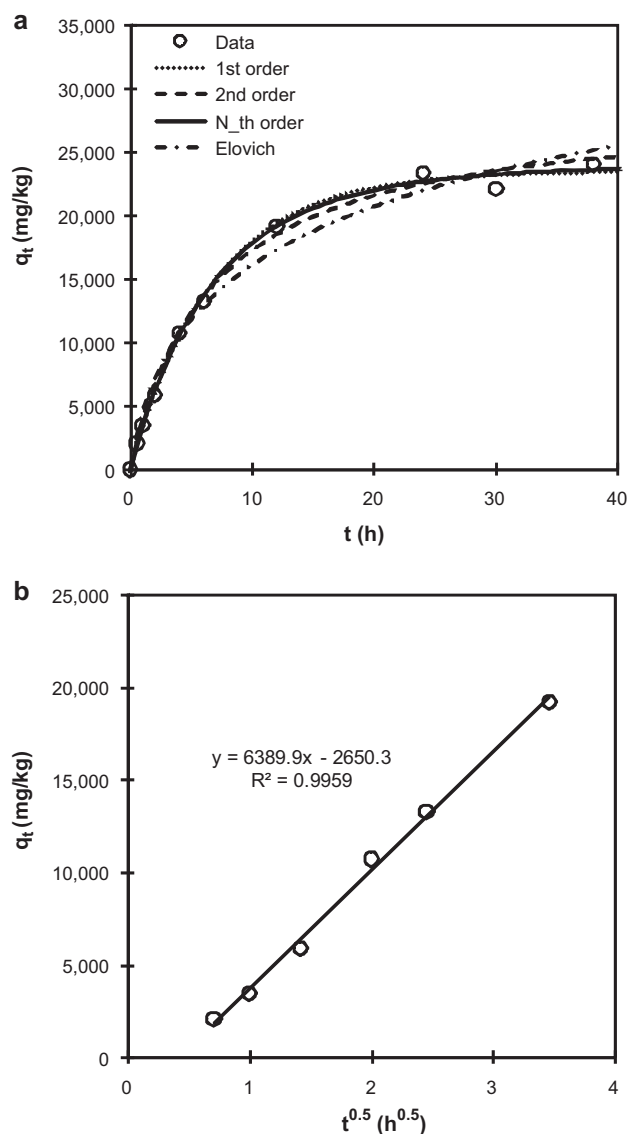 a
35,000
30,000
25,000
20,000
15,000
10,000
5,000
0
q_t (mg/kg)
Data
1st order
2nd order
N_th order
Elovich
0 10 20 30 40
t (h)
b
25,000
20,000
15,000
10,000
5,000
0
q_t (mg/kg)
y = 6389.9x - 2650.3
R² = 0.9959
0 1 2 3 4
t^0.5 (h^0.5)